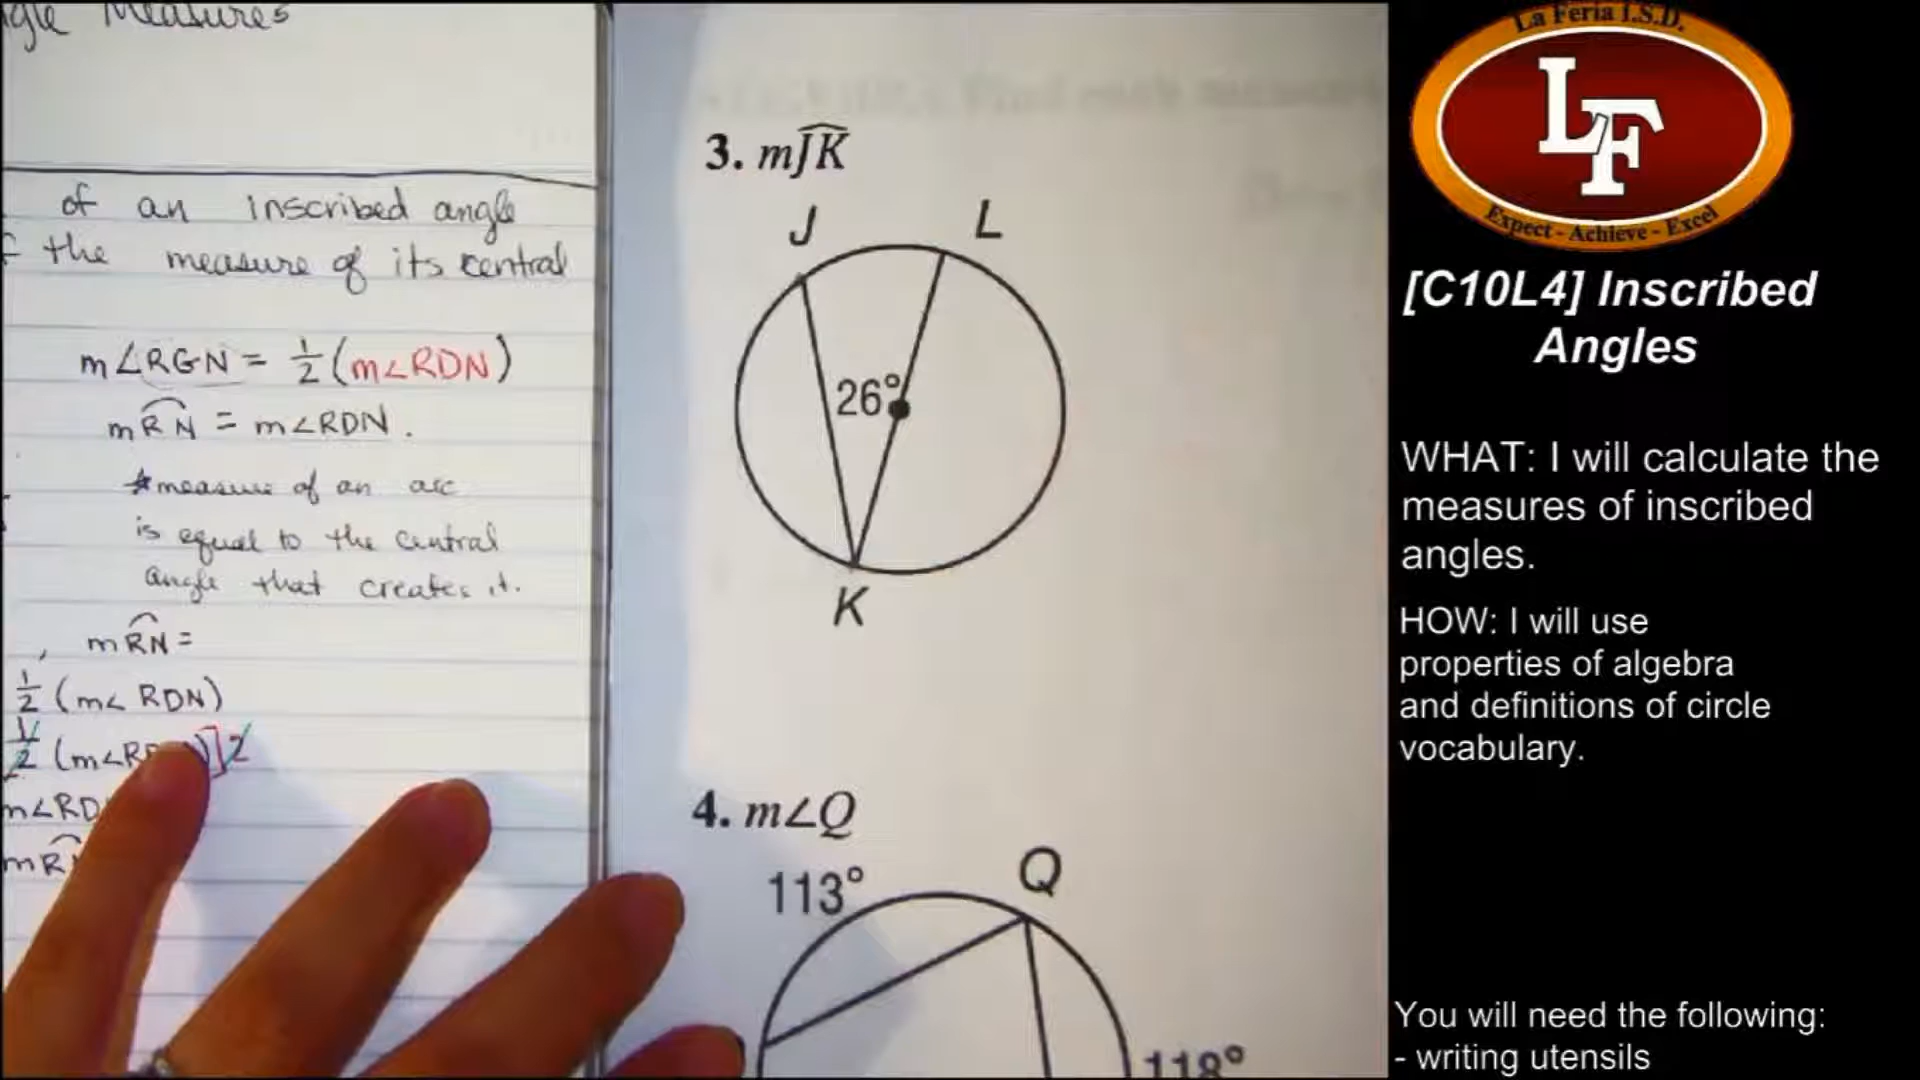 Measures
of an inscribed angle
the measure of its central
m∠RGN = 1/2 (m∠RDN)
mRN = m∠RDN.
*measure of an arc
is equal to the central
angle that creates it.
mRN =
1/2 (m∠ RDN)
3. mJK
J L
26°
K
4. m∠Q
113° Q
118°
La Feria I.S.D.
LF
Expect - Achieve - Excel
[C10L4] Inscribed
Angles
WHAT: I will calculate the
measures of inscribed
angles.
HOW: I will use
properties of algebra
and definitions of circle
vocabulary.
You will need the following:
- writing utensils